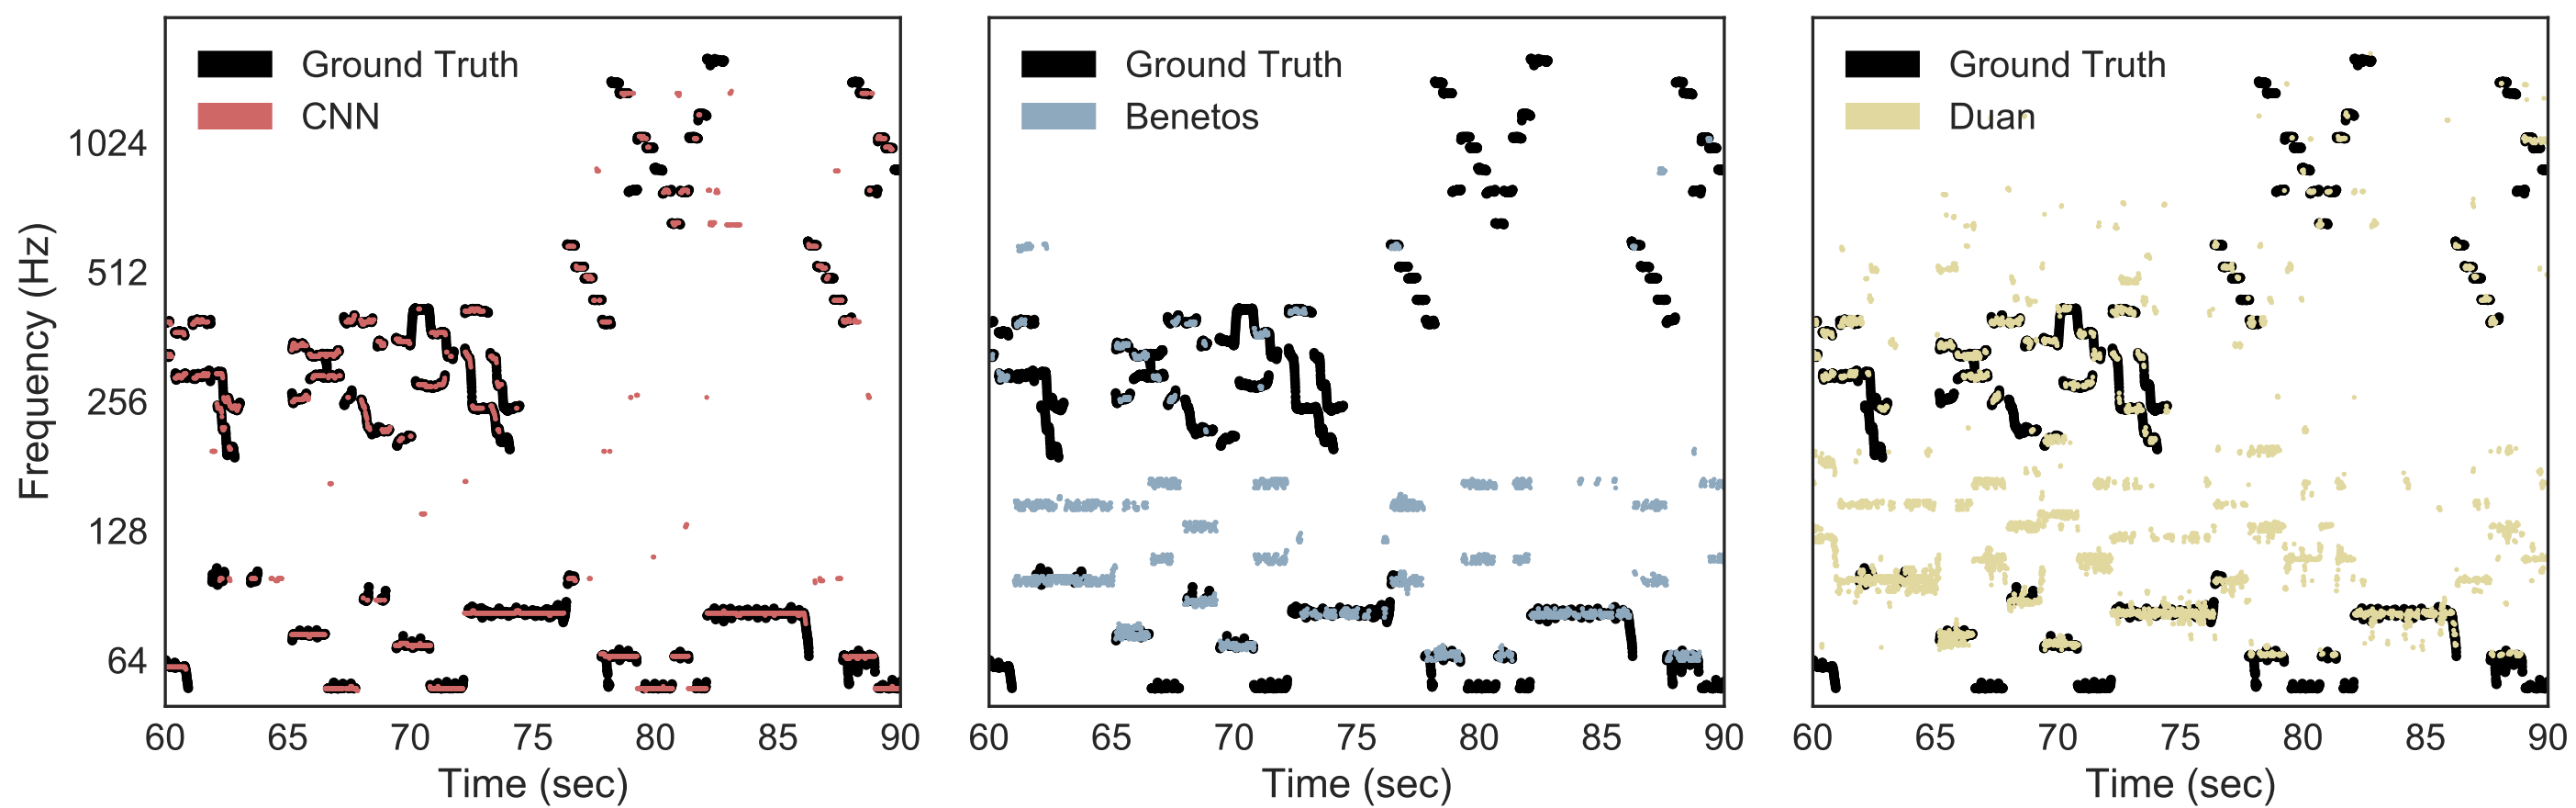 Ground Truth
CNN
Ground Truth
Benetos
Ground Truth
Duan
Frequency (Hz)
1024
512
256
128
64
60 65 70 75 80 85 90
60 65 70 75 80 85 90
60 65 70 75 80 85 90
Time (sec)
Time (sec)
Time (sec)